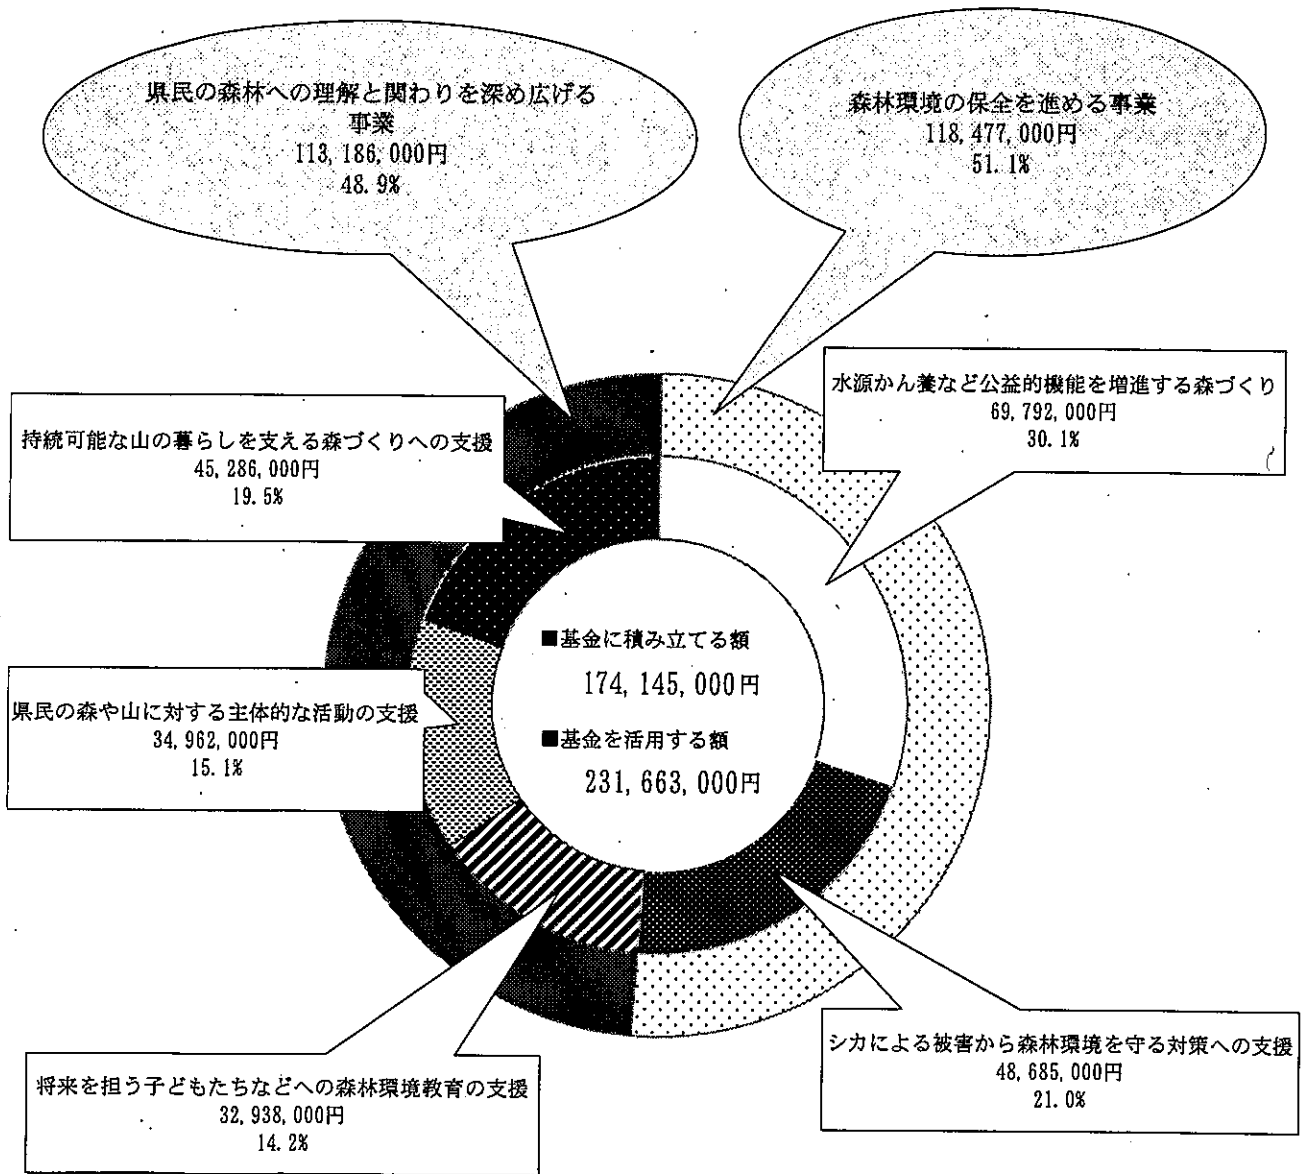 県民の森林への理解と関わりを深め広げる
事業
113,186,000円
48.9%
森林環境の保全を進める事業
118,477,000円
51.1%
水源かん養など公益的機能を増進する森づくり
69,792,000円
30.1%
持続可能な山の暮らしを支える森づくりへの支援
45,286,000円
19.5%
■基金に積み立てる額
174,145,000円
■基金を活用する額
231,663,000円
県民の森や山に対する主体的な活動の支援
34,962,000円
15.1%
シカによる被害から森林環境を守る対策への支援
48,685,000円
21.0%
将来を担う子どもたちなどへの森林環境教育の支援
32,938,000円
14.2%